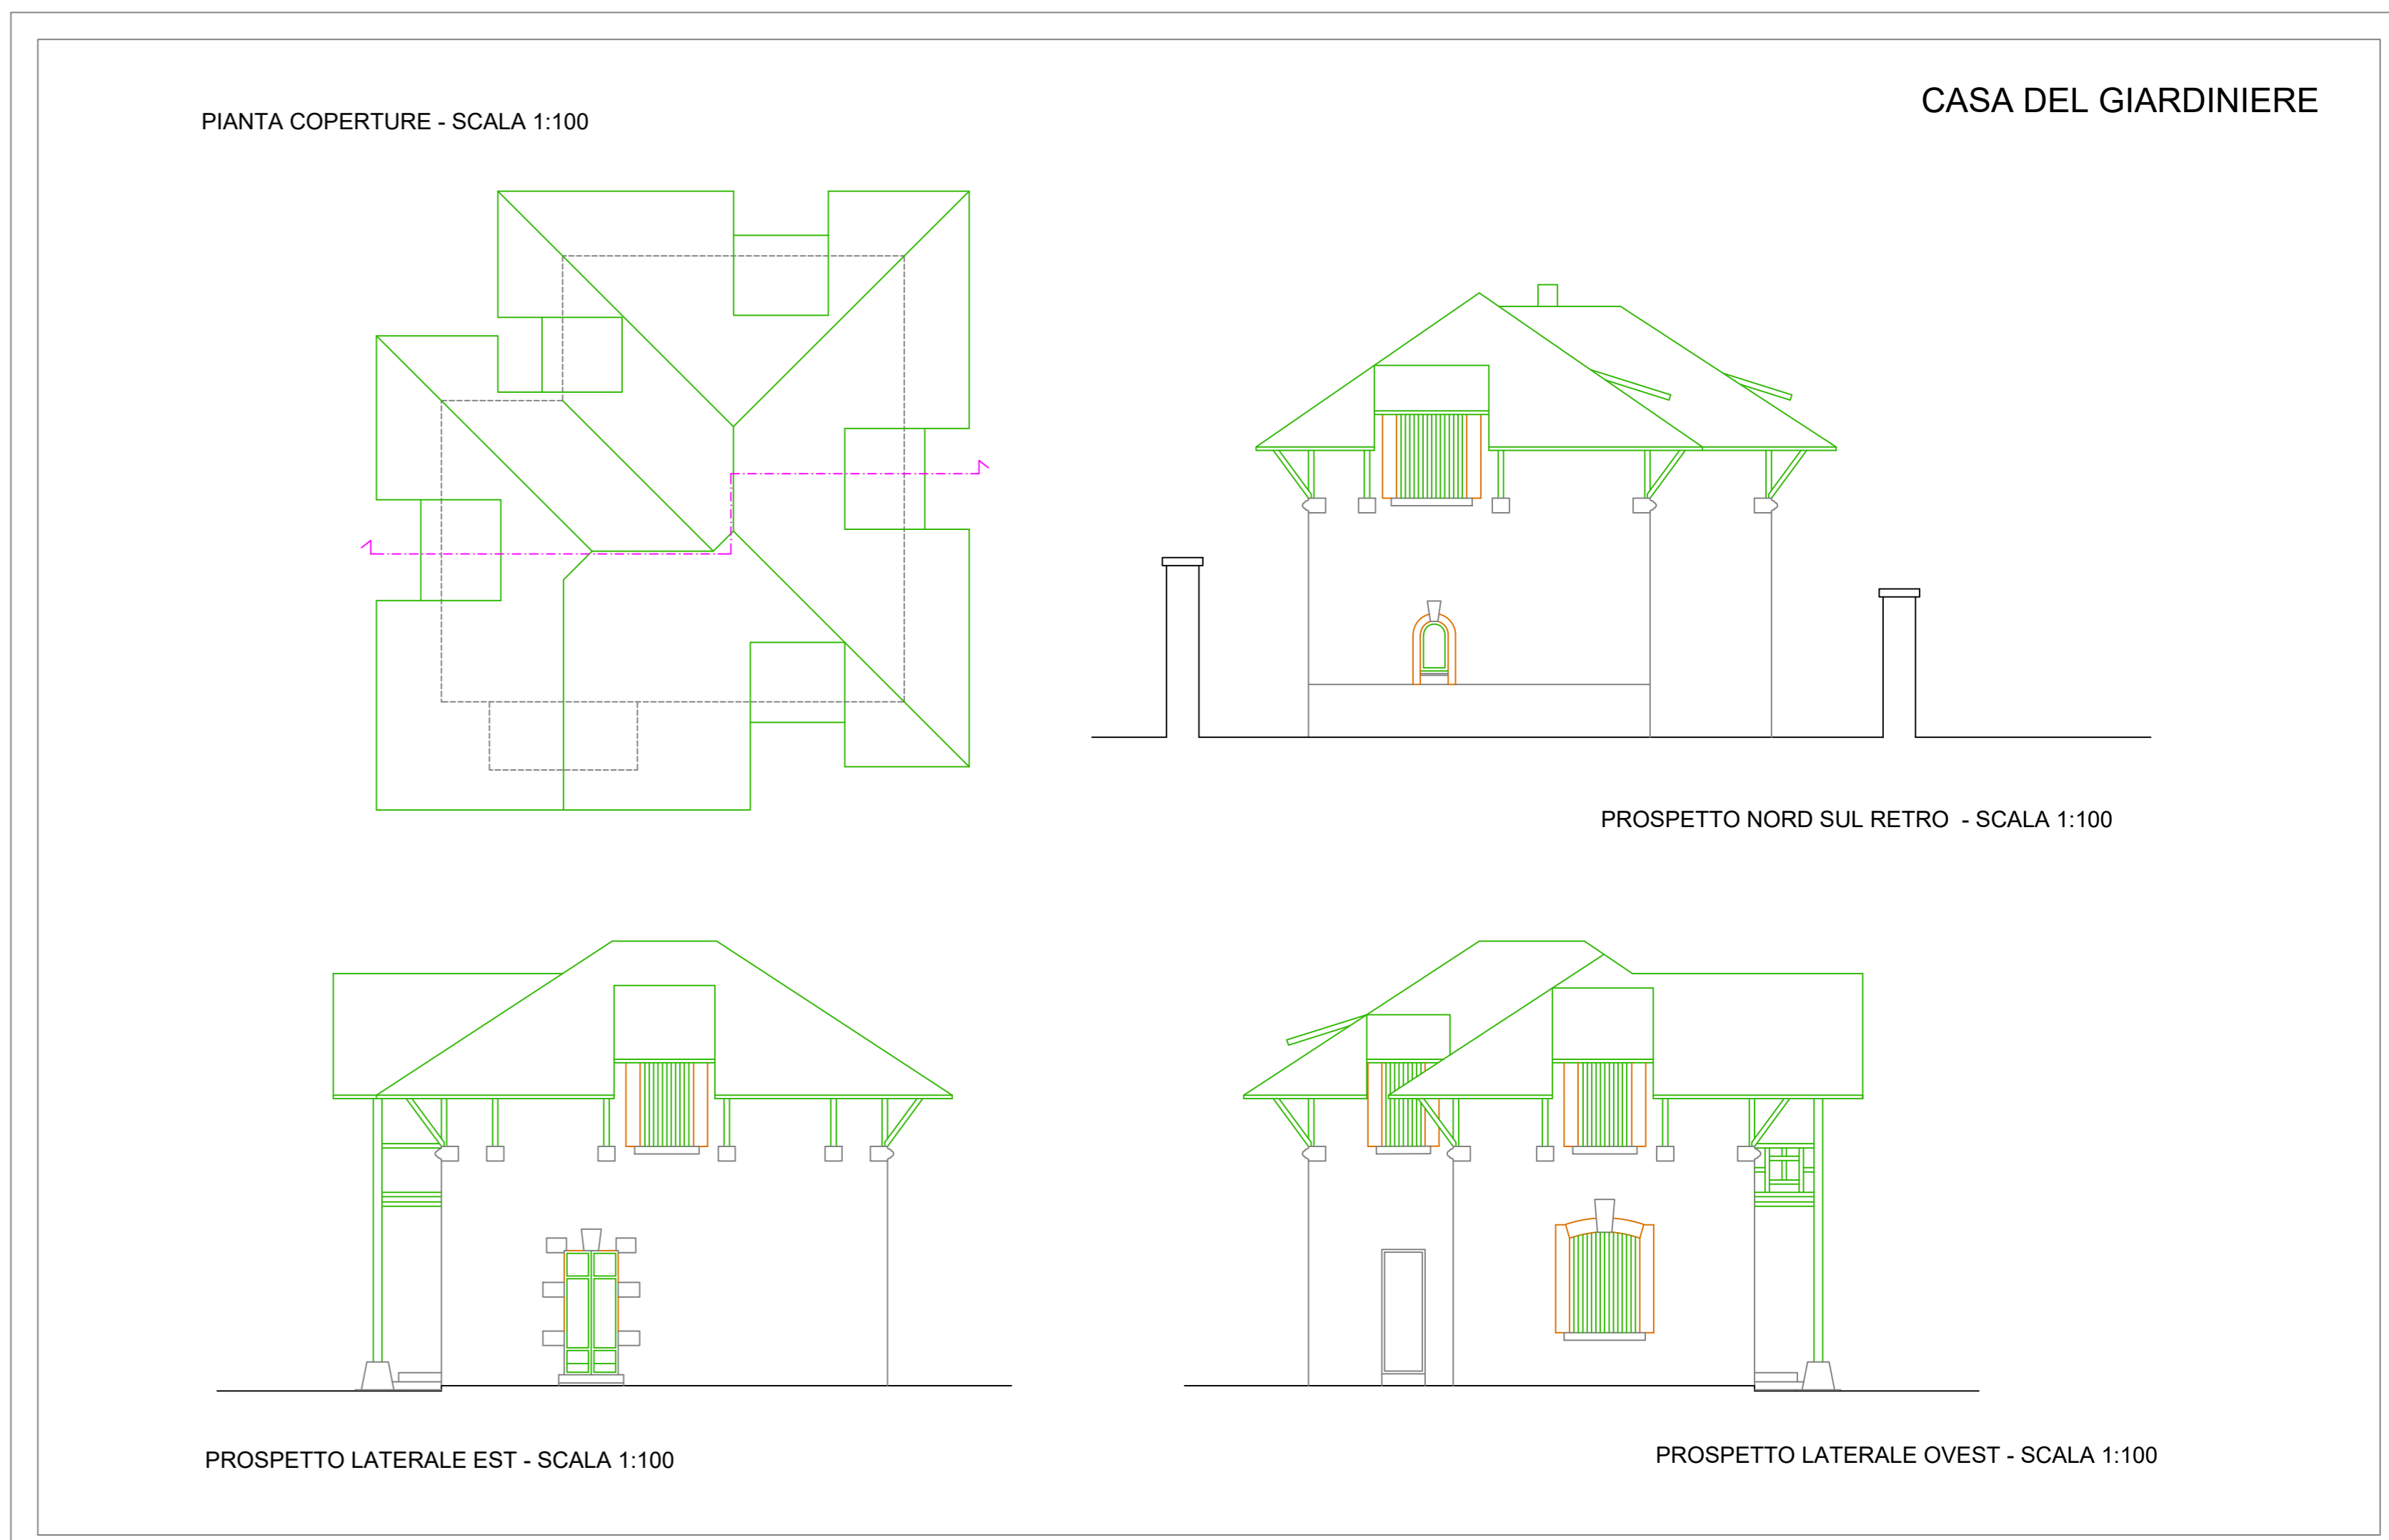 CASA DEL GIARDINIERE
PIANTA COPERTURE - SCALA 1:100
PROSPETTO NORD SUL RETRO - SCALA 1:100
PROSPETTO LATERALE EST - SCALA 1:100
PROSPETTO LATERALE OVEST - SCALA 1:100